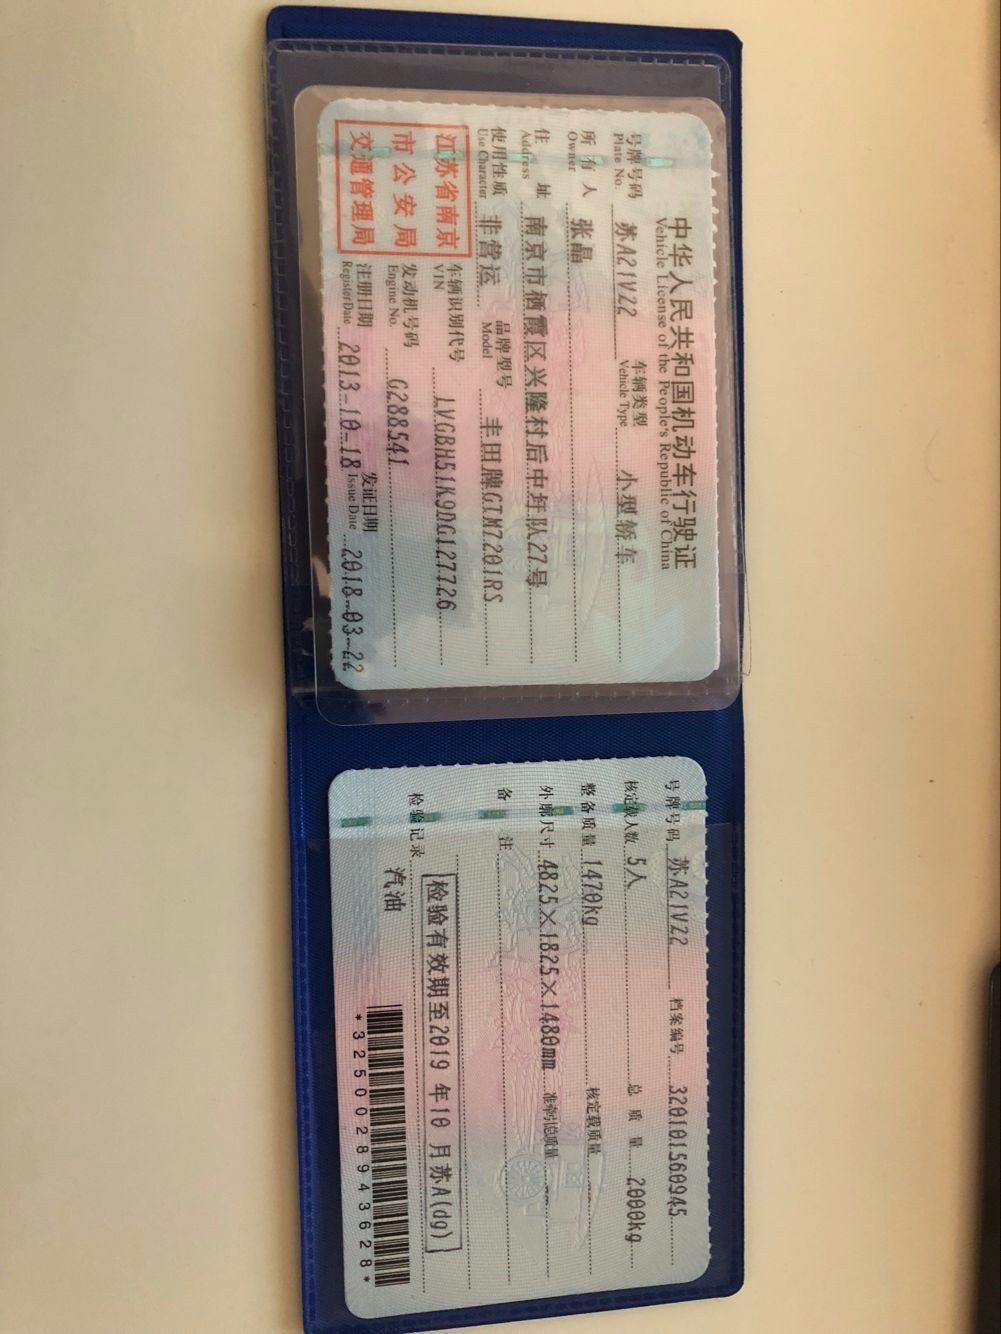 中华人民共和国机动车行驶证
Vehicle License of the People's Republic of China
号牌号码 苏A21V22 车辆类型 小型轿车
Plate No. Vehicle Type
所有人 张晶
Owner
住址 南京市栖霞区兴隆村后中年队27号
Address
使用性质 非营运 品牌型号 丰田牌GTM7201RS
Use Character Model
江苏省南京
市公安局
交通管理局
车辆识别代号 LVGBH51K9DG127726
VIN
发动机号码 G288541
Engine No.
注册日期 2013-10-18 发证日期 2018-03-22
Register Date Issue Date
号牌号码 苏A21V22 档案编号 320101560945
核定载人数 5人 总质量 2000kg
整备质量 1470kg 核定载质量 --
外廓尺寸 4825×1825×1480mm 准牵引总质量 --
备注
检验记录 检验有效期至2019年10月苏A(dg)
汽油
*3250028943628*